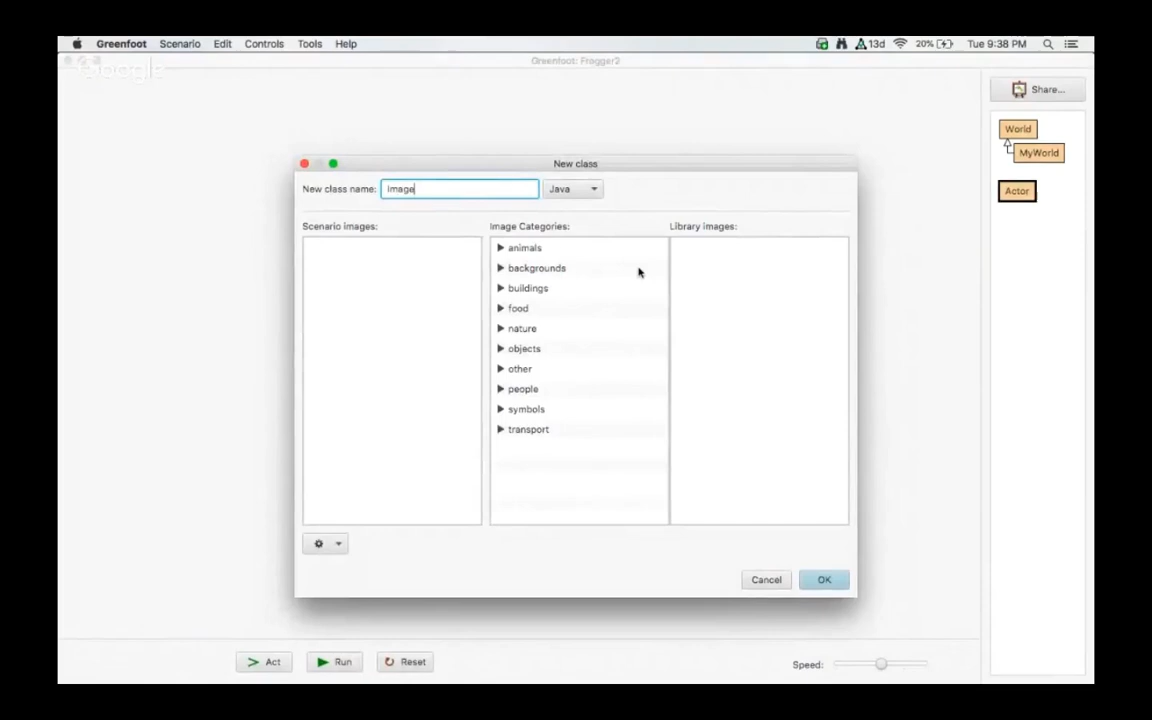 Greenfoot Scenario Edit Controls Tools Help 13d 20% Tue 9:38 PM
Google
Greenfoot: Frogger2
Share...
World
MyWorld
Actor
New class
New class name: Image Java
Scenario images: Image Categories: Library images:
animals
backgrounds
buildings
food
nature
objects
other
people
symbols
transport
Cancel OK
Act Run Reset Speed: